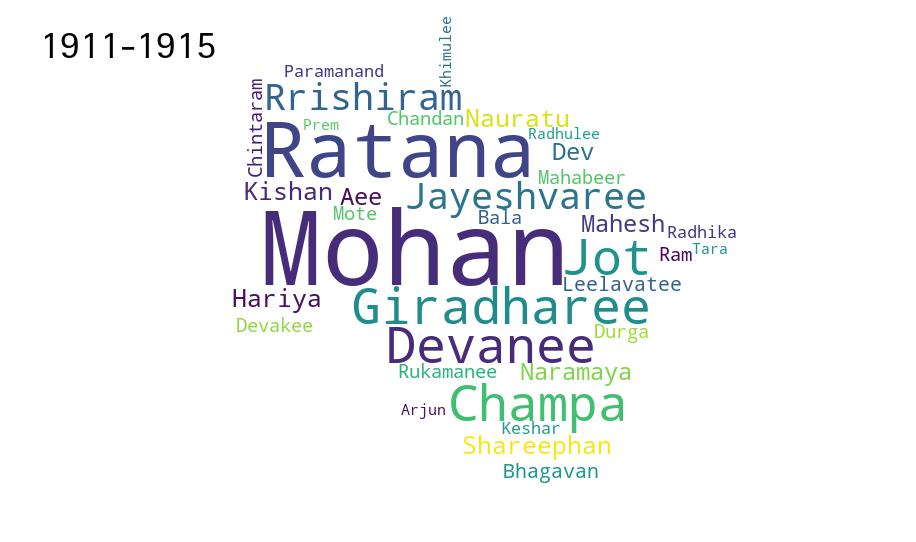 1911-1915
Khimulee
Paramanand
Chintaram
Rrishiram
Chandan
Nauratu
Prem
Ratana
Radhulee
Dev
Mahabeer
Kishan
Aee
Jayeshvaree
Mote
Bala
Mahesh
Radhika
Mohan
Jot
Ram
Tara
Leelavatee
Hariya
Giradharee
Devakee
Devanee
Durga
Rukamanee
Naramaya
Champa
Arjun
Keshar
Shareephan
Bhagavan